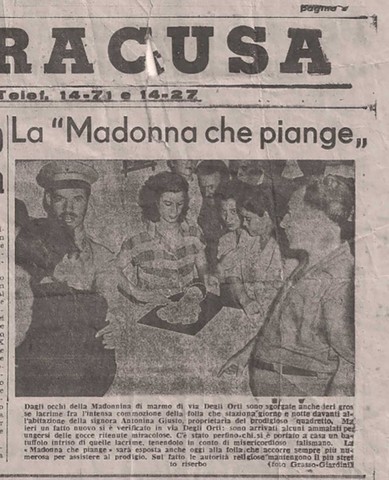 pagina 2
RACUSA
Telef. 14-71 e 14-27
La "Madonna che piange„
Dagli occhi della Madonnina di marmo di via Degli Orti sono sgorgate anche ieri gros
se lacrime fra l'intensa commozione della folla che staziona giorno e notte davanti al-
l'abitazione della signora Antonina Giusto, proprietaria del prodigioso quadretto. Ma
ieri un fatto nuovo si è verificato in via Degli Orti: sono arrivati alcuni ammalati per
ungersi delle gocce ritenute miracolose. C'è stato perfino chi si è portato a casa un ba-
tuffolo intriso di quelle lacrime, tenendolo in conto di misericordioso talismano. La
« Madonna che piange » sarà esposta anche oggi alla folla che accorre sempre più nu-
merosa per assistere al prodigio. Sul fatto le autorità religiose mantengono il più stret
to riserbo (foto Grasso-Giardini)